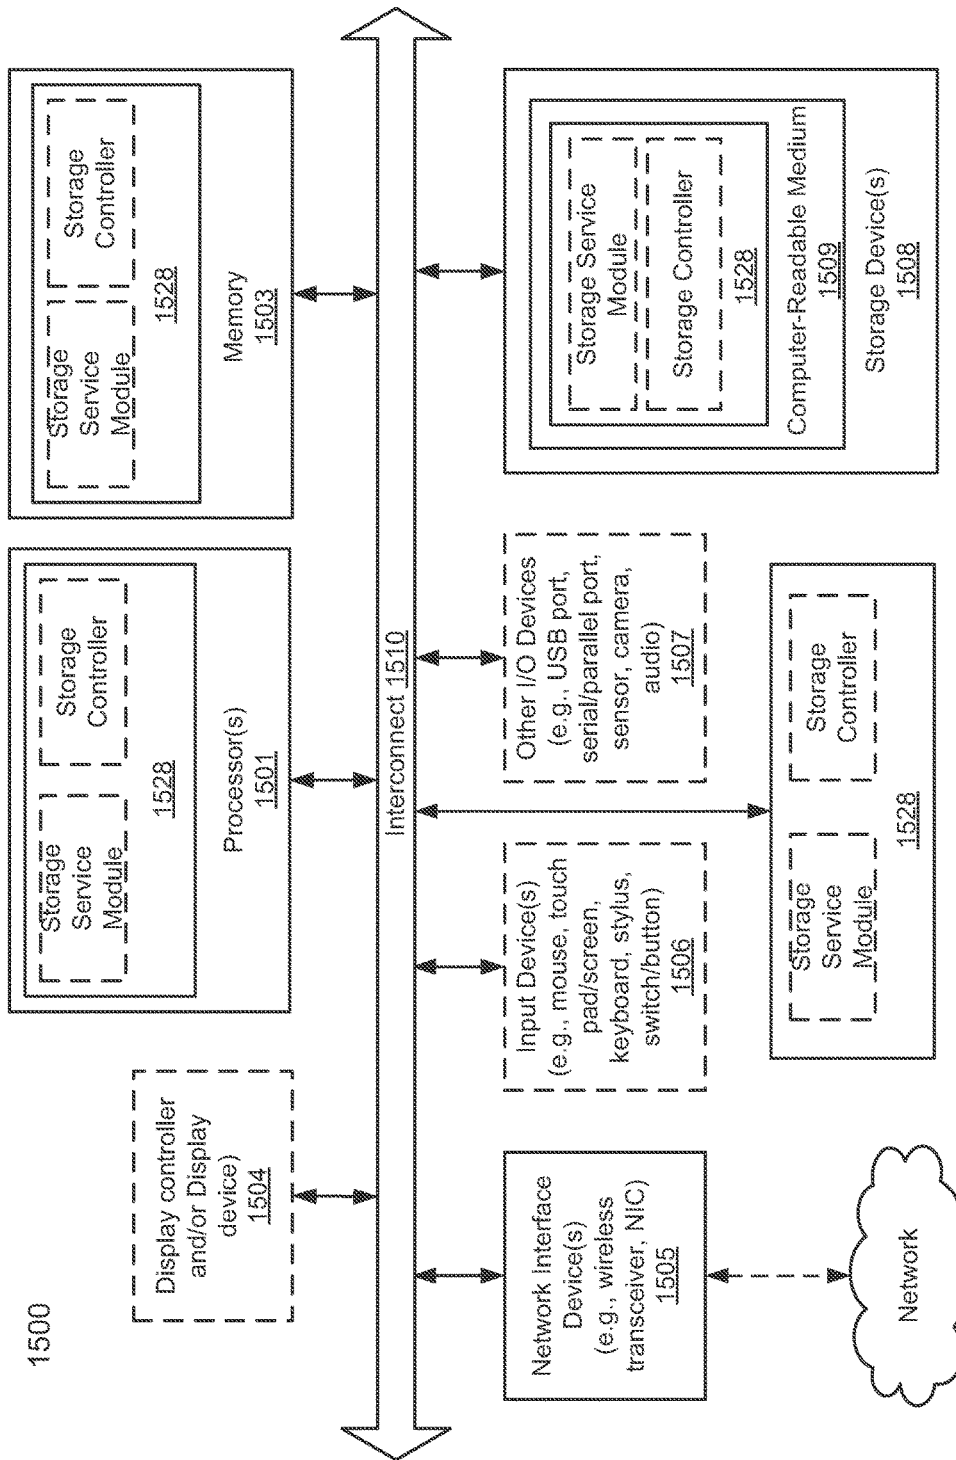 1500
Display controller
and/or Display
device)
1504
Storage
Service
Module
Storage
Controller
1528
Processor(s)
1501
Storage
Service
Module
Storage
Controller
1528
Memory
1503
Interconnect 1510
Network Interface
Device(s)
(e.g., wireless
transceiver, NIC)
1505
Input Device(s)
(e.g., mouse, touch
pad/screen,
keyboard, stylus,
switch/button)
1506
Other I/O Devices
(e.g., USB port,
serial/parallel port,
sensor, camera,
audio)
1507
Storage Service
Module
Storage Controller
1528
Computer-Readable Medium
1509
Storage Device(s)
1508
Network
Storage
Service
Module
Storage
Controller
1528